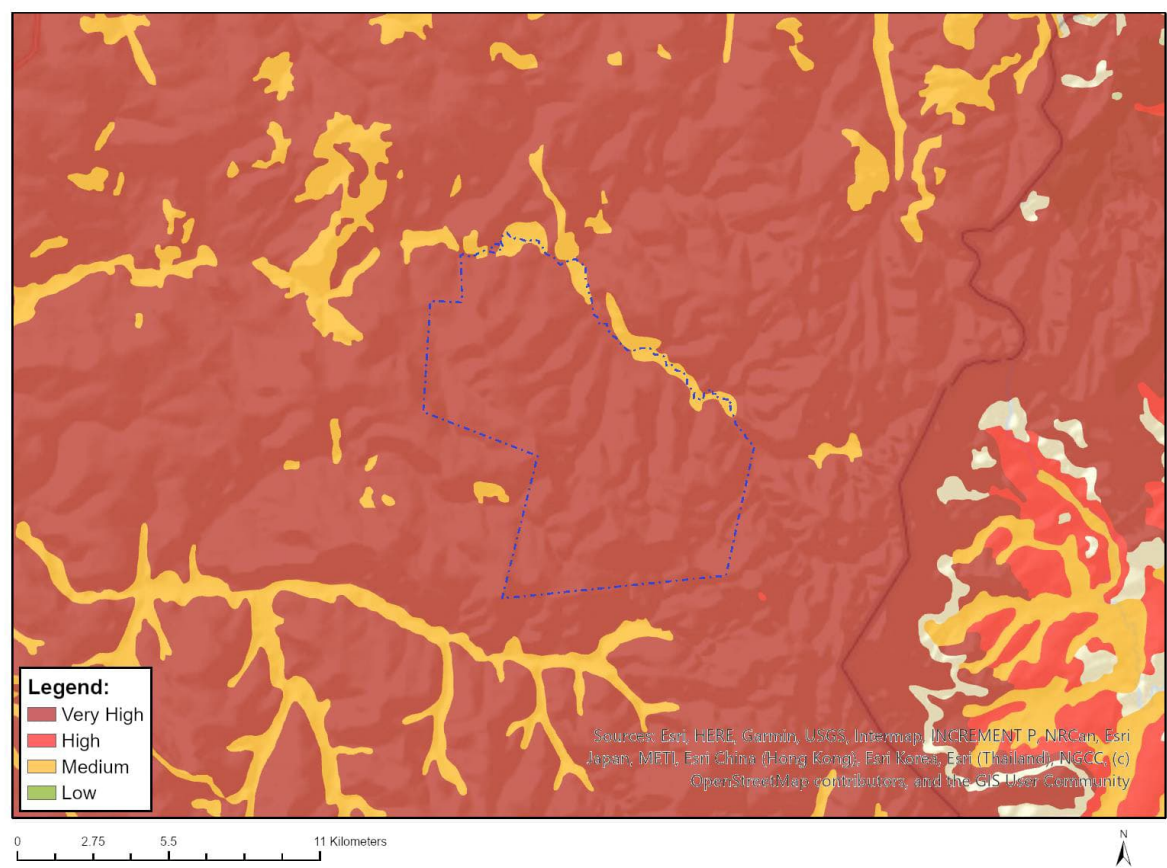 Legend:
Very High
High
Medium
Low
Sources: Esri, HERE, Garmin, USGS, Intermap, INCREMENT P, NRCan, Esri
Japan, METI, Esri China (Hong Kong), Esri Korea, Esri (Thailand), NGCC, (c)
OpenStreetMap contributors, and the GIS User Community
0 2.75 5.5 11 Kilometers
N